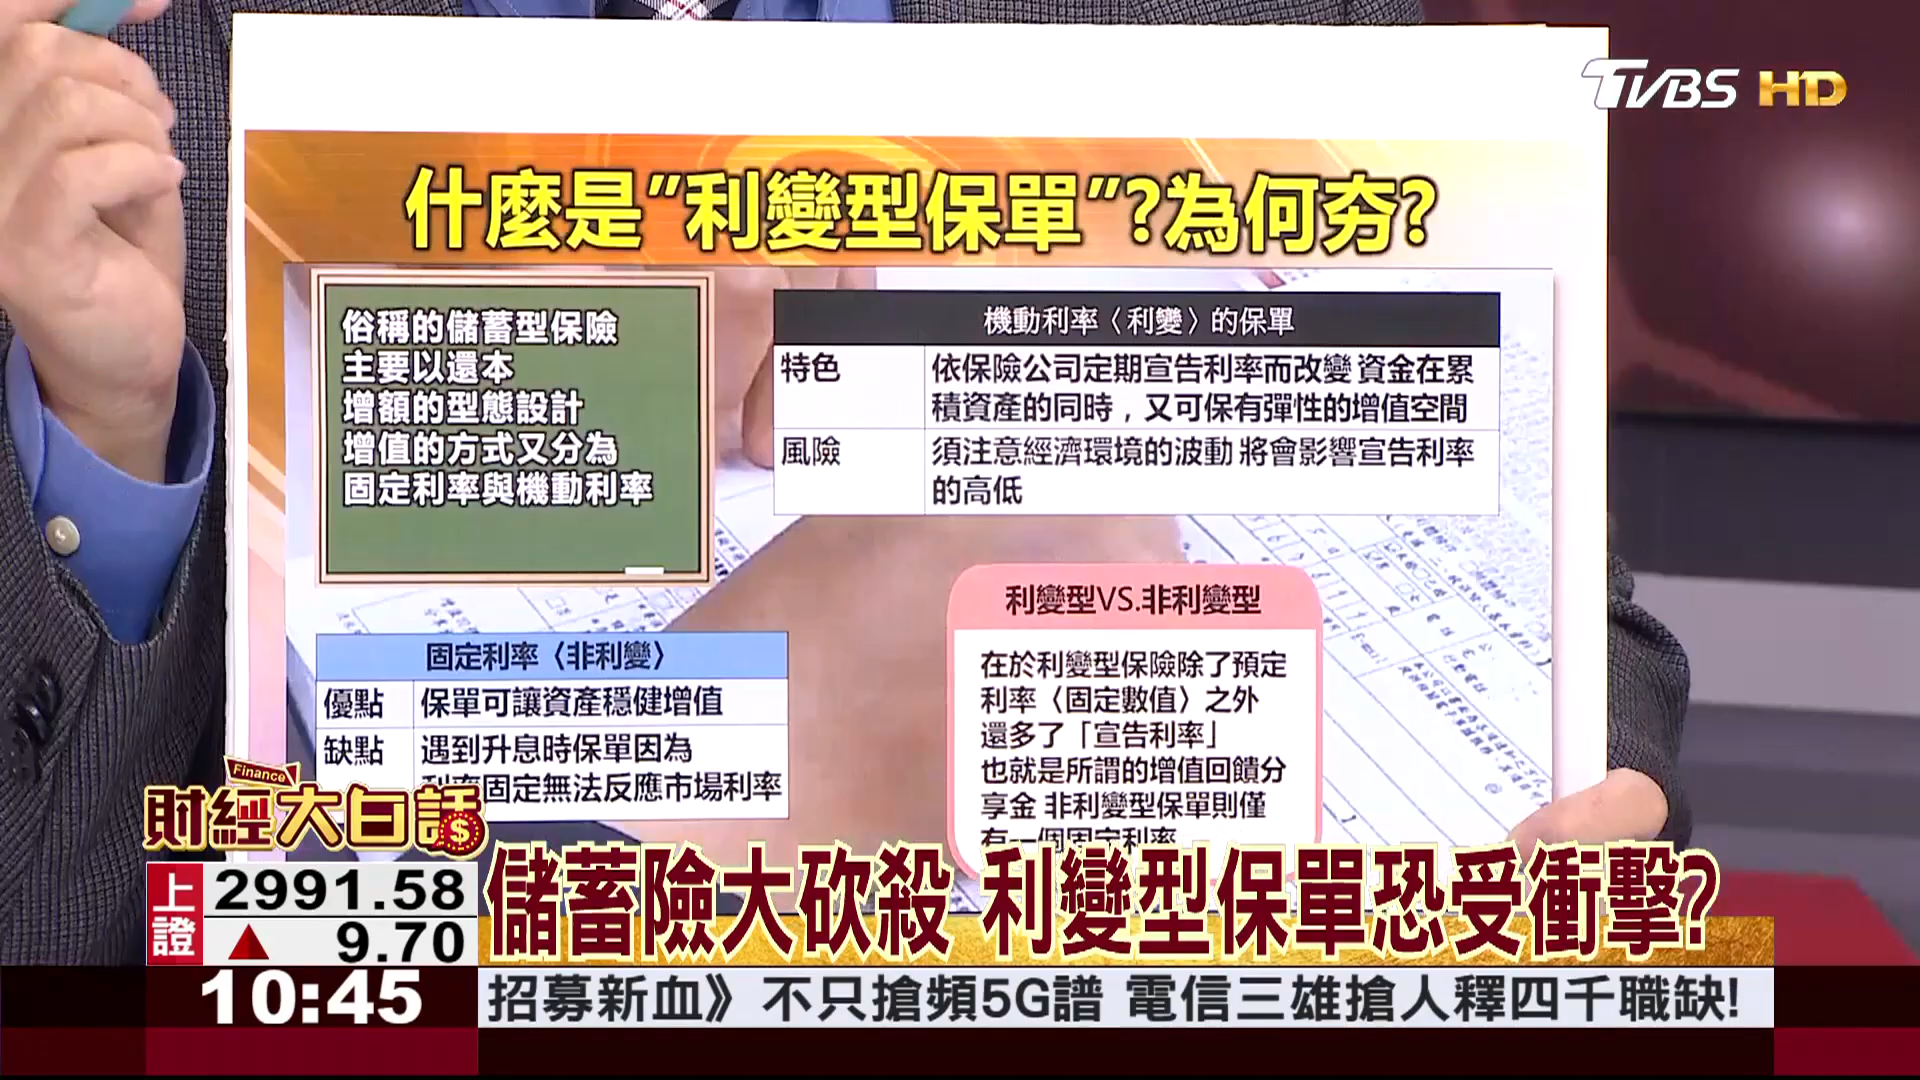 TVBS HD
什麼是"利變型保單"?為何夯?
俗稱的儲蓄型保險
主要以還本
增額的型態設計
增值的方式又分為
固定利率與機動利率
機動利率〈利變〉的保單
特色 依保險公司定期宣告利率而改變 資金在累
積資產的同時，又可保有彈性的增值空間
風險 須注意經濟環境的波動 將會影響宣告利率
的高低
固定利率〈非利變〉
優點 保單可讓資產穩健增值
缺點 遇到升息時保單因為
利率固定無法反應市場利率
利變型VS.非利變型
在於利變型保險除了預定
利率〈固定數值〉之外
還多了「宣告利率」
也就是所謂的增值回饋分
享金 非利變型保單則僅
有一個固定利率
Finance
財經大白話
上證 2991.58
▲ 9.70
儲蓄險大砍殺 利變型保單恐受衝擊?
10:45
招募新血》不只搶頻5G譜 電信三雄搶人釋四千職缺!